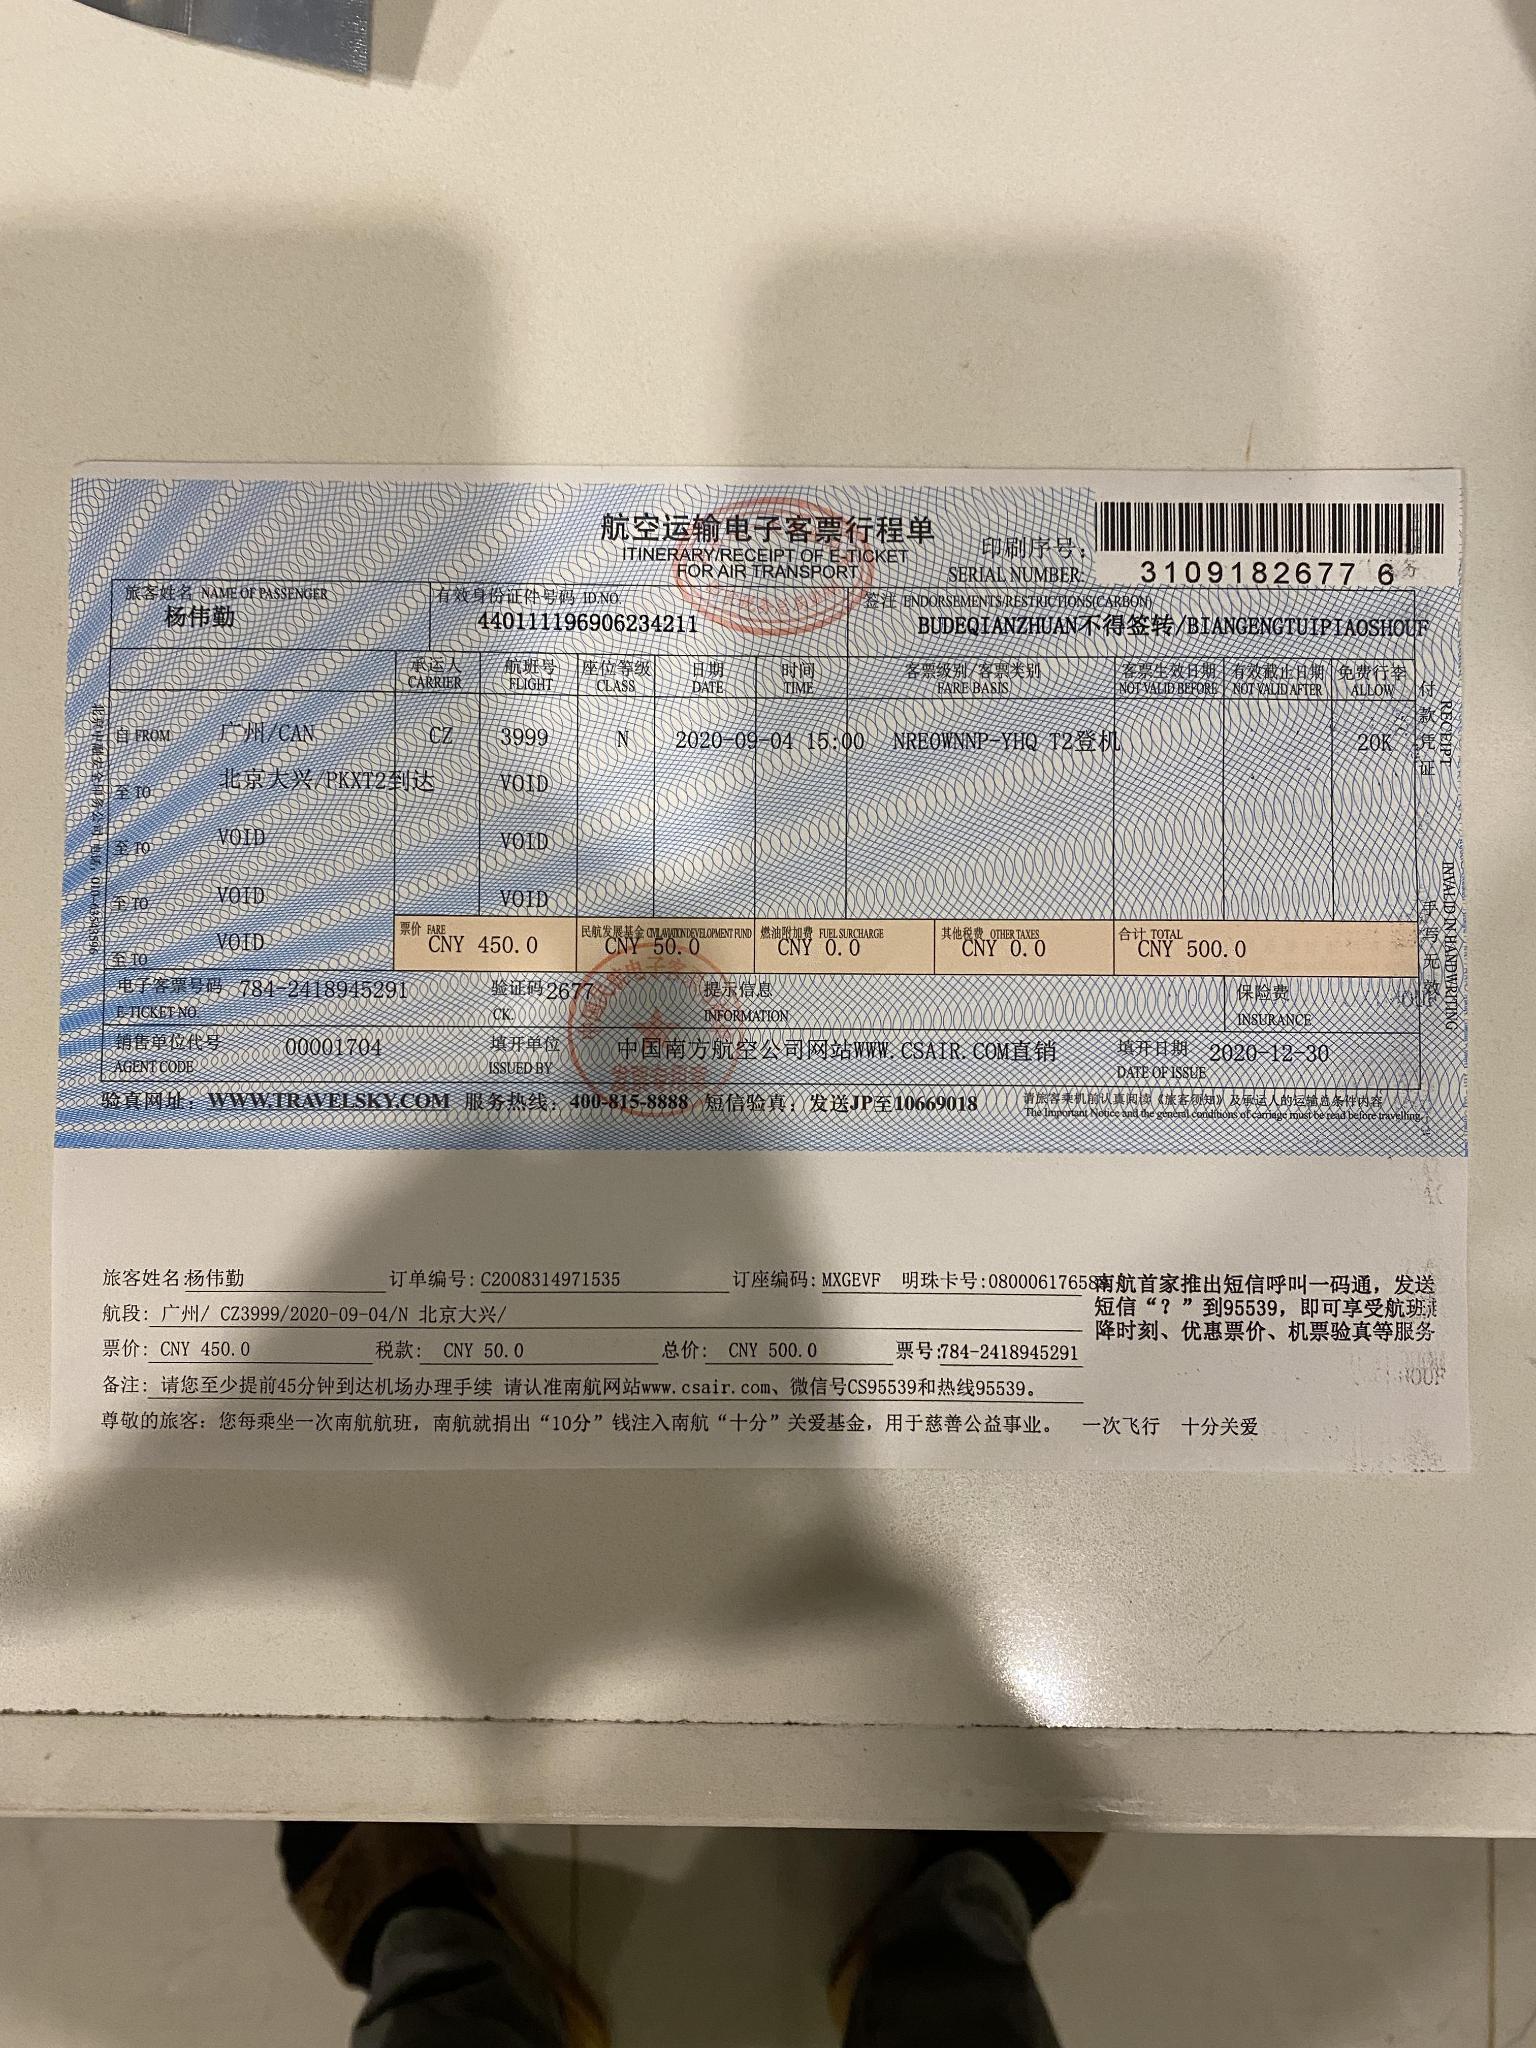 航空运输电子客票行程单
ITINERARY/RECEIPT OF E-TICKET
FOR AIR TRANSPORT
印刷序号:
SERIAL NUMBER:
3109182677 6
旅客姓名 NAME OF PASSENGER
杨伟勤
有效身份证件号码 ID.NO.
440111196906234211
签注 ENDORSEMENTS/RESTRICTIONS(CARBON)
BUDEQIANZHUAN不得签转/BIANGENGTUIPIAOSHOUF
承运人 航班号 座位等级 日期 时间 客票级别/客票类别 客票生效日期 有效截止日期 免费行李
CARRIER FLIGHT CLASS DATE TIME FARE BASIS NOT VALID BEFORE NOT VALID AFTER ALLOW
自 FROM 广州/CAN CZ 3999 N 2020-09-04 15:00 NREOWNNP-YHQ T2登机 20K
至 TO 北京大兴/PKXT2到达 VOID
至 TO VOID VOID
至 TO VOID VOID
至 TO VOID
票价 FARE 民航发展基金 CIVIL AVIATION DEVELOPMENT FUND 燃油附加费 FUEL SURCHARGE 其他税费 OTHER TAXES 合计 TOTAL
CNY 450.0 CNY 50.0 CNY 0.0 CNY 0.0 CNY 500.0
电子客票号码 784-2418945291 验证码 2677 提示信息 保险费
E-TICKET NO. CK. INFORMATION INSURANCE
销售单位代号 00001704 填开单位 中国南方航空公司网站WWW.CSAIR.COM直销 填开日期 2020-12-30
AGENT CODE ISSUED BY DATE OF ISSUE
验真网址: WWW.TRAVELSKY.COM 服务热线: 400-815-8888 短信验真: 发送JP至10669018
请旅客乘机前认真阅读《旅客须知》及承运人的运输总条件内容
The Important Notice and the general conditions of carriage must be read before travelling.
付款凭证
RECEIPT
手写无效
INVALID IN HANDWRITING
发票专用章
旅客姓名:杨伟勤 订单编号:C2008314971535 订座编码:MXGEVF 明珠卡号:08000617658
航段: 广州/ CZ3999/2020-09-04/N 北京大兴/
票价: CNY 450.0 税款: CNY 50.0 总价: CNY 500.0 票号:784-2418945291
备注: 请您至少提前45分钟到达机场办理手续 请认准南航网站www.csair.com、微信号CS95539和热线95539。
南航首家推出短信呼叫一码通,发送
短信“?”到95539,即可享受航班
降时刻、优惠票价、机票验真等服务
尊敬的旅客: 您每乘坐一次南航航班,南航就捐出“10分”钱注入南航“十分”关爱基金,用于慈善公益事业。 一次飞行 十分关爱